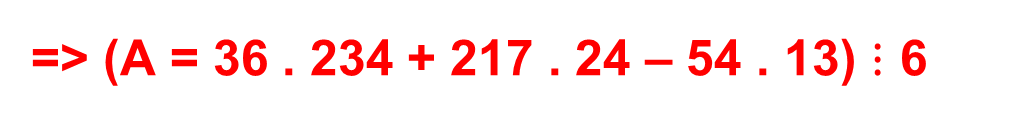 => (A = 36 . 234 + 217 . 24 – 54 . 13) ⋮ 6